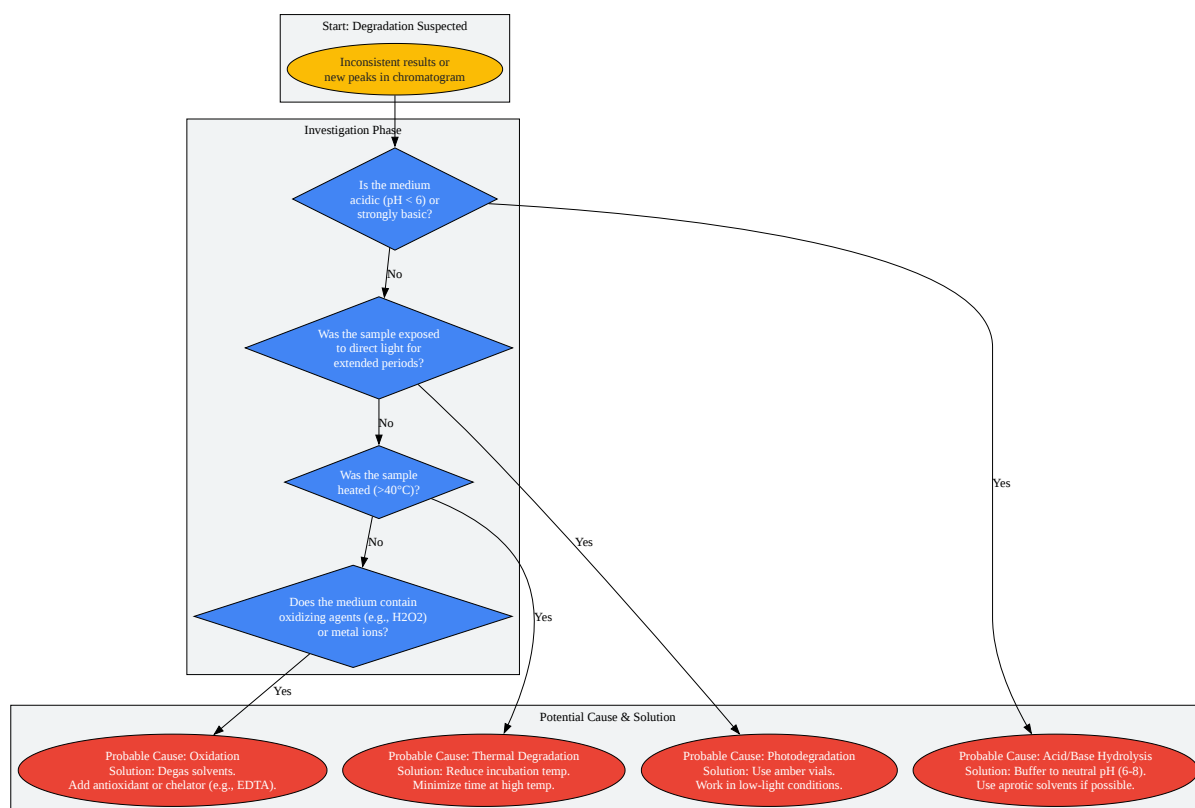 Start: Degradation Suspected
Inconsistent results or
new peaks in chromatogram
Investigation Phase
Is the medium
acidic (pH < 6) or
strongly basic?
No
Was the sample exposed
to direct light for
extended periods?
No
Was the sample
heated (>40°C)?
Yes
Yes
No
Does the medium contain
oxidizing agents (e.g., H2O2)
or metal ions?
Yes
Yes
Potential Cause & Solution
Probable Cause: Oxidation
Solution: Degas solvents.
Add antioxidant or chelator (e.g., EDTA).
Probable Cause: Thermal Degradation
Solution: Reduce incubation temp.
Minimize time at high temp.
Probable Cause: Photodegradation
Solution: Use amber vials.
Work in low-light conditions.
Probable Cause: Acid/Base Hydrolysis
Solution: Buffer to neutral pH (6-8).
Use aprotic solvents if possible.